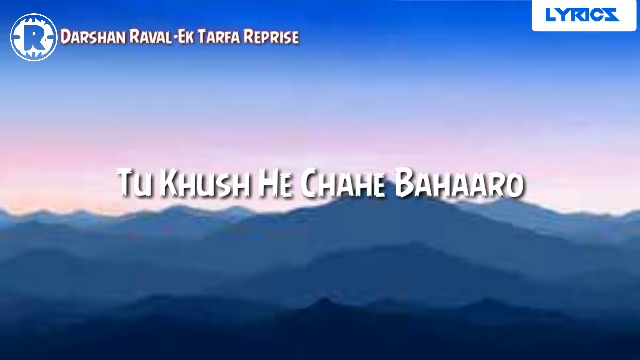 LYRICS
R Darshan Raval-Ek Tarfa Reprise
Tu Khush He Chahe Bahaaro